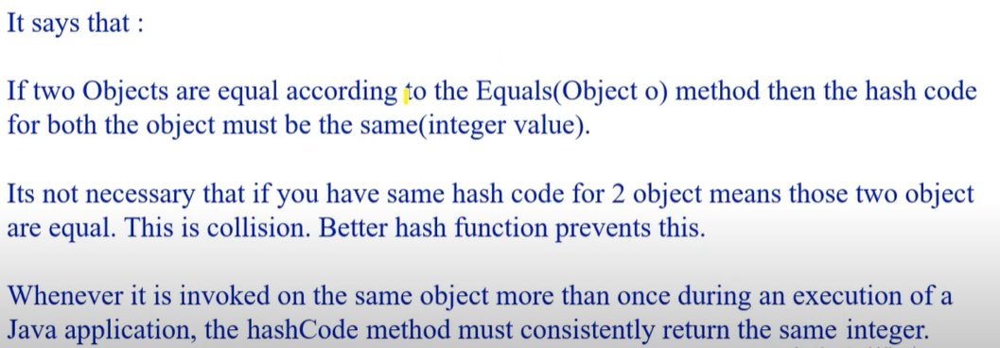 It says that :
If two Objects are equal according to the Equals(Object o) method then the hash code
for both the object must be the same(integer value).
Its not necessary that if you have same hash code for 2 object means those two object
are equal. This is collision. Better hash function prevents this.
Whenever it is invoked on the same object more than once during an execution of a
Java application, the hashCode method must consistently return the same integer.